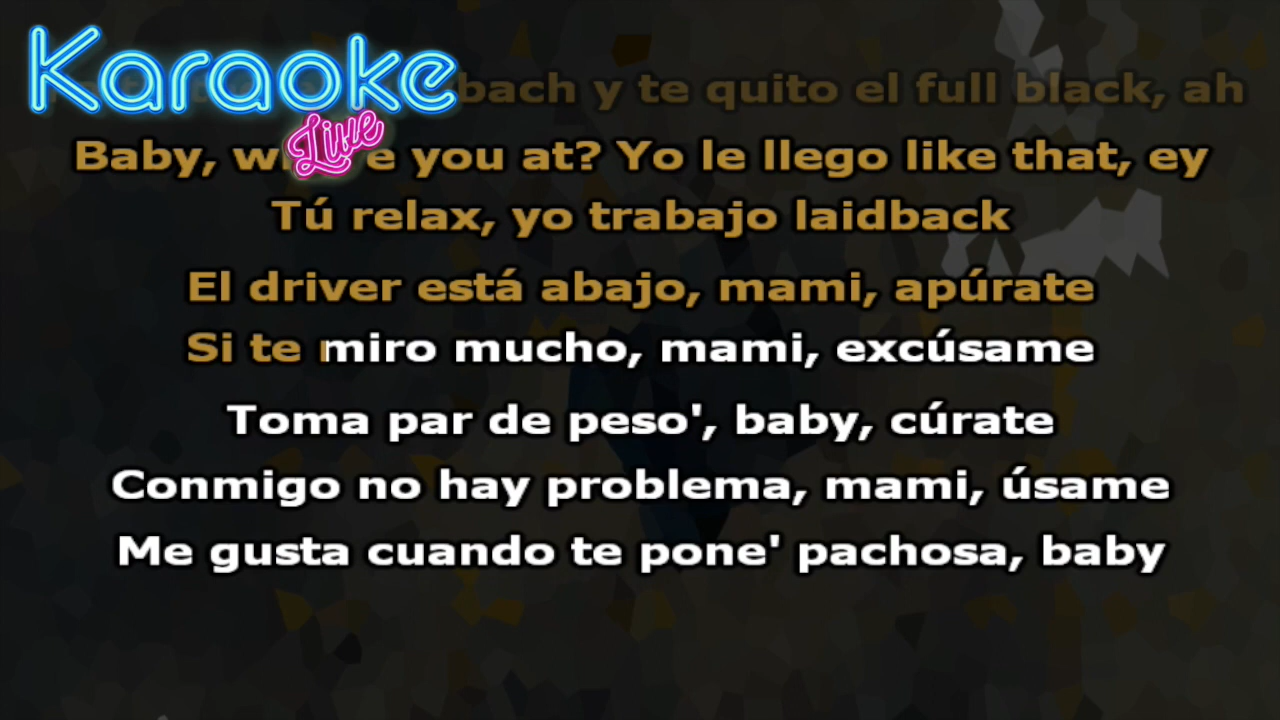 Karaoke
Live
bach y te quito el full black, ah
Baby, where you at? Yo le llego like that, ey
Tú relax, yo trabajo laidback
El driver está abajo, mami, apúrate
Si te miro mucho, mami, excúsame
Toma par de peso', baby, cúrate
Conmigo no hay problema, mami, úsame
Me gusta cuando te pone' pachosa, baby